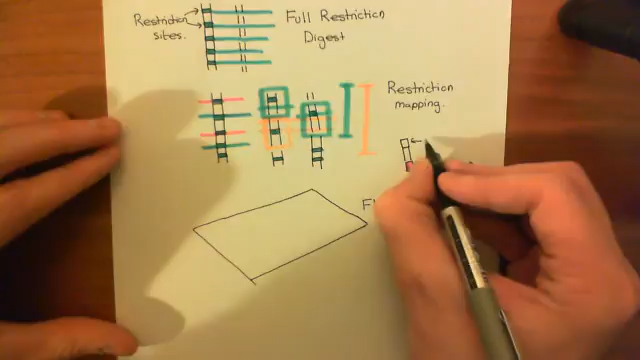 Restriction
sites.
Full Restriction
Digest
Restriction
mapping.